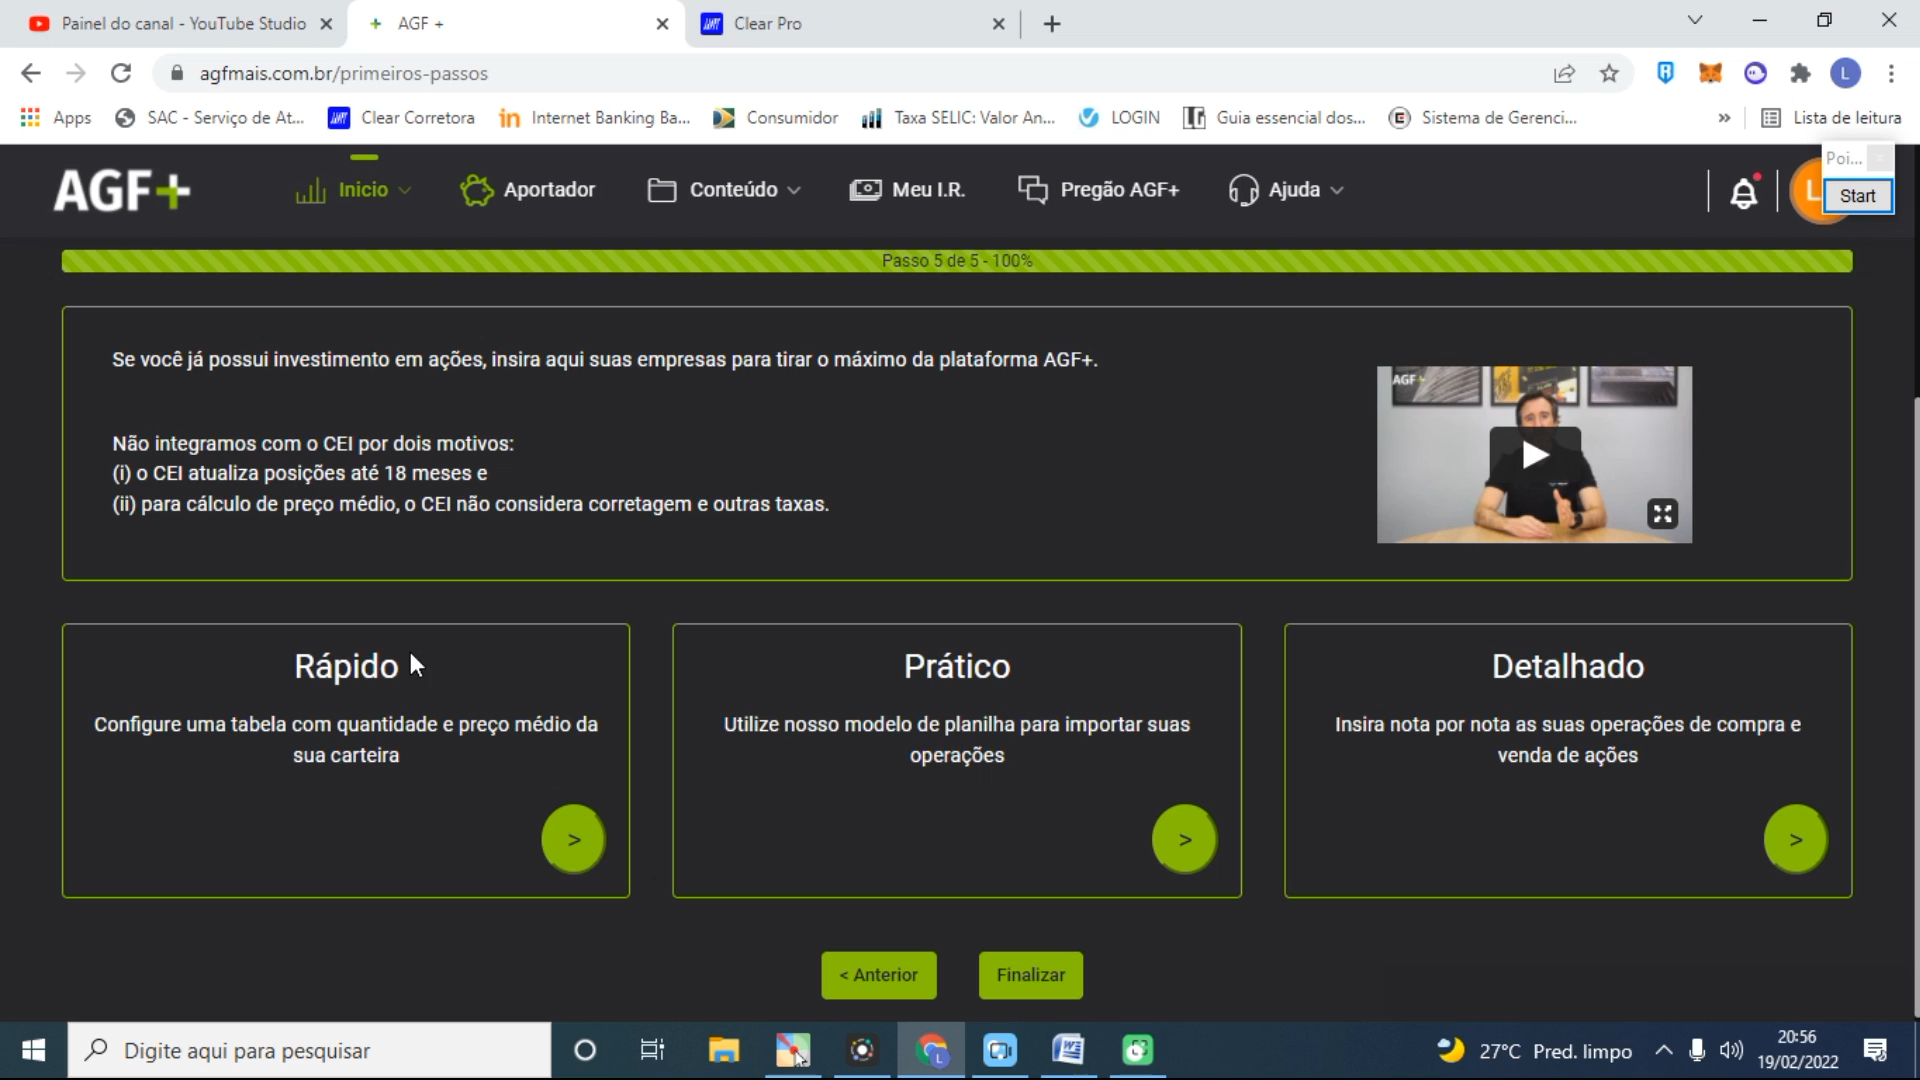 Painel do canal - YouTube Studio
AGF +
Clear Pro
agfmais.com.br/primeiros-passos
L
Apps
SAC - Serviço de At...
Clear Corretora
in Internet Banking Ba...
Consumidor
Taxa SELIC: Valor An...
LOGIN
Guia essencial dos...
Sistema de Gerenci...
»
Lista de leitura
AGF+
Inicio
Aportador
Conteúdo
Meu I.R.
Pregão AGF+
Ajuda
L
Poi...
Start
Passo 5 de 5 - 100%
Se você já possui investimento em ações, insira aqui suas empresas para tirar o máximo da plataforma AGF+.
Não integramos com o CEI por dois motivos:
(i) o CEI atualiza posições até 18 meses e
(ii) para cálculo de preço médio, o CEI não considera corretagem e outras taxas.
AGF+
Rápido
Configure uma tabela com quantidade e preço médio da
sua carteira
>
Prático
Utilize nosso modelo de planilha para importar suas
operações
>
Detalhado
Insira nota por nota as suas operações de compra e
venda de ações
>
< Anterior
Finalizar
Digite aqui para pesquisar
27°C Pred. limpo
20:56
19/02/2022